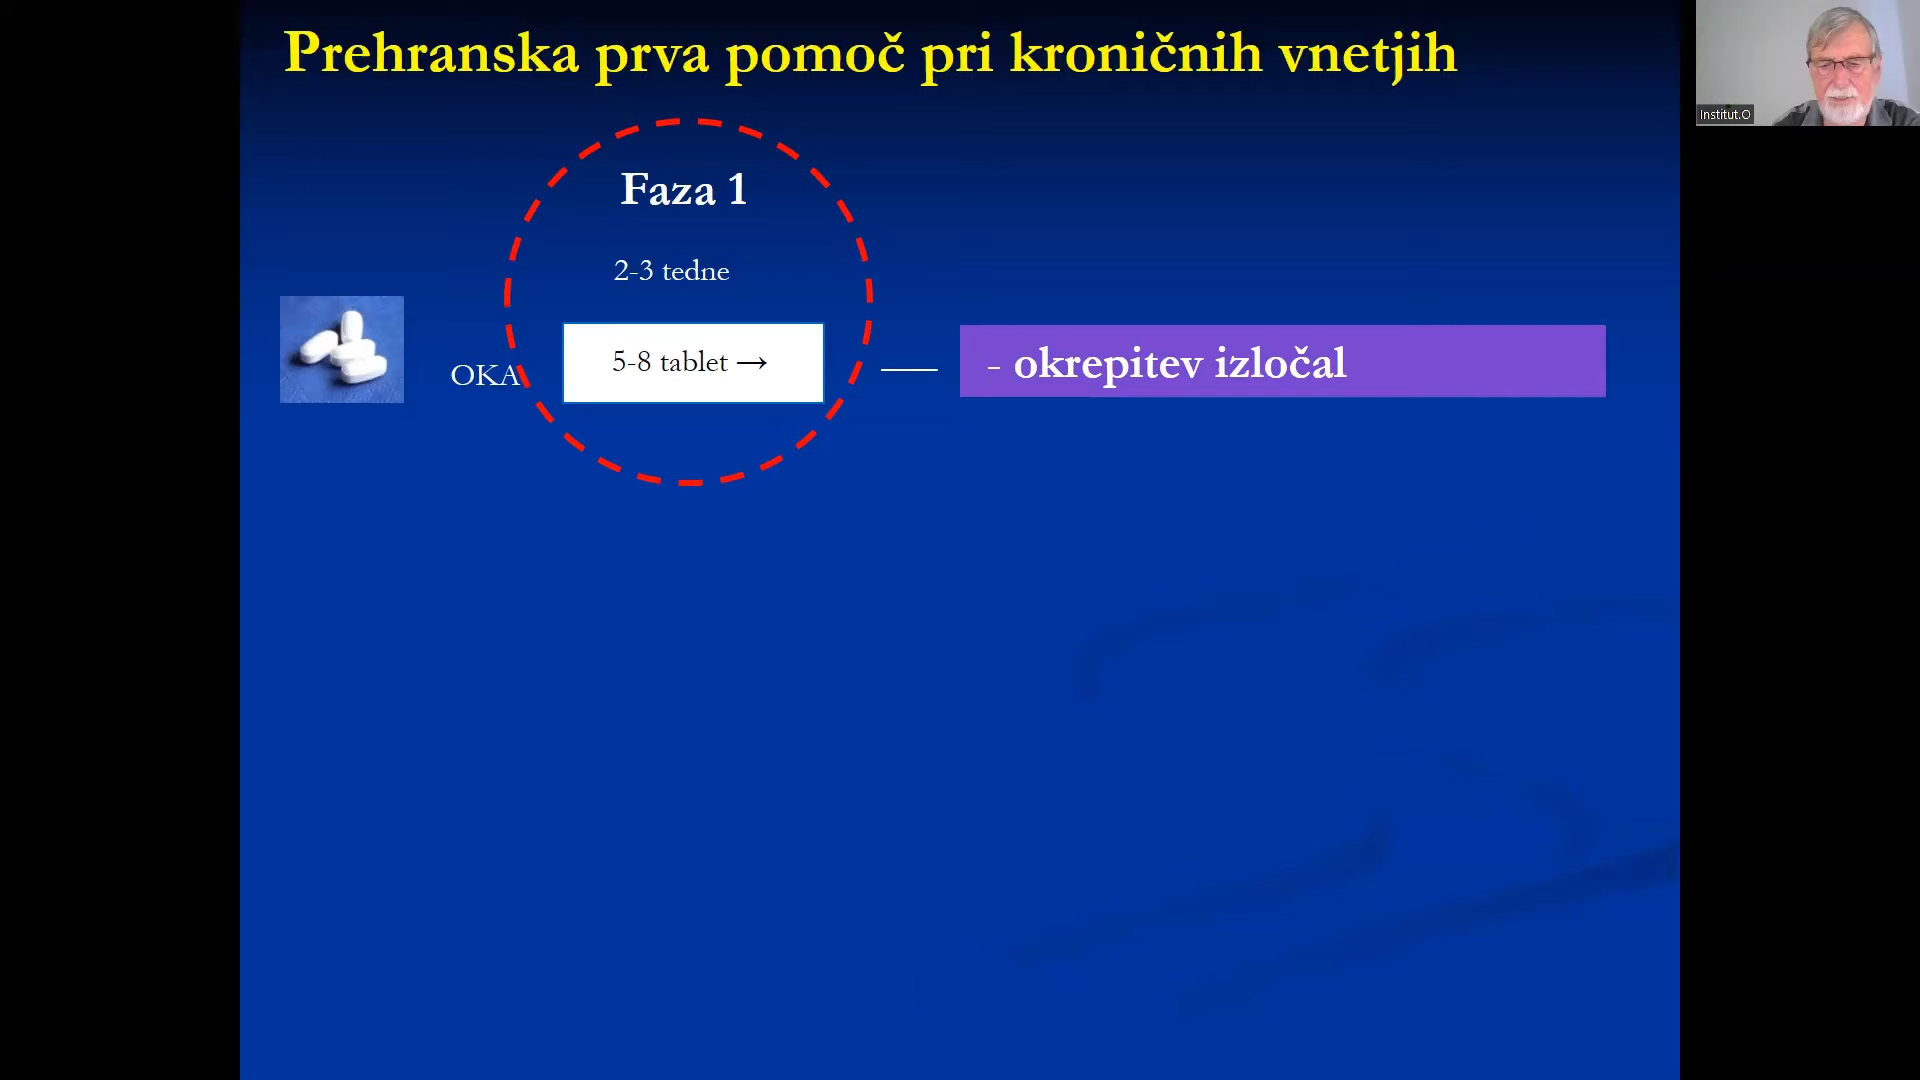 Prehranska prva pomoč pri kroničnih vnetjih
Institut.O
Faza 1
2-3 tedne
OKA
5-8 tablet →
- okrepitev izločal